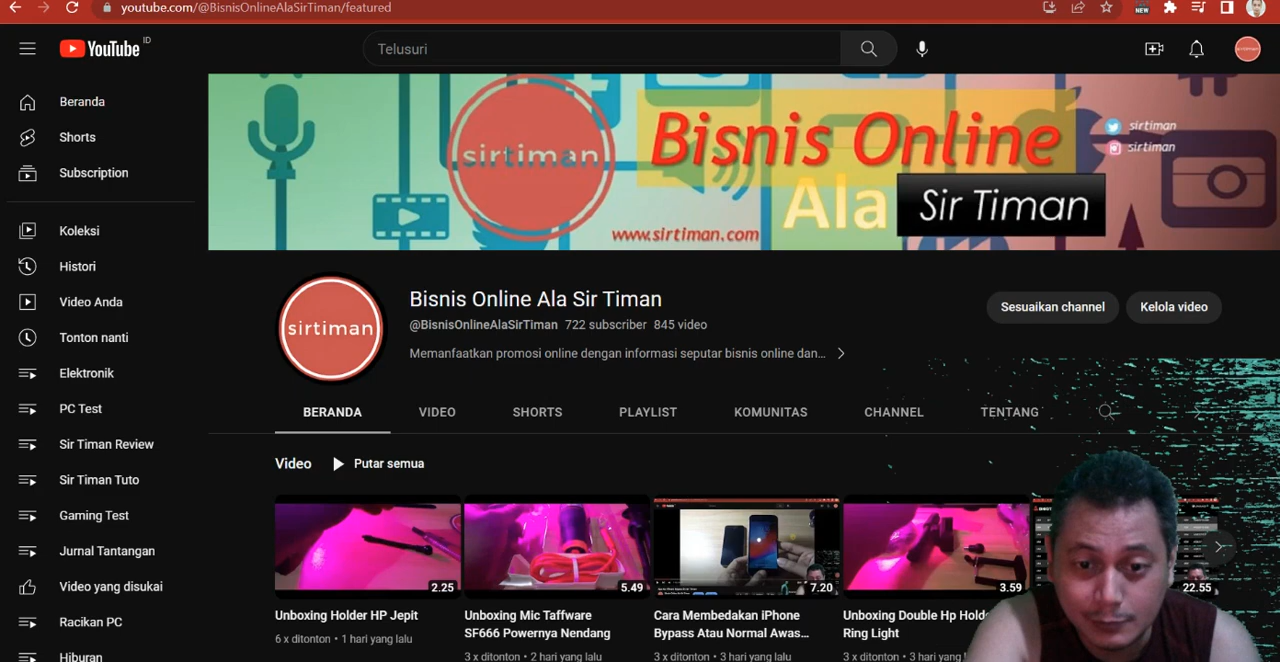 youtube.com/@BisnisOnlineAlaSirTiman/featured
NEW
YouTube ID
Telusuri
Beranda
Shorts
Subscription
Koleksi
Histori
Video Anda
Tonton nanti
Elektronik
PC Test
Sir Timan Review
Sir Timan Tuto
Gaming Test
Jurnal Tantangan
Video yang disukai
Racikan PC
Hiburan
sirtiman
Bisnis Online
Ala Sir Timan
www.sirtiman.com
sirtiman
sirtiman
sirtiman
Bisnis Online Ala Sir Timan
@BisnisOnlineAlaSirTiman 722 subscriber 845 video
Memanfaatkan promosi online dengan informasi seputar bisnis online dan...
Sesuaikan channel
Kelola video
BERANDA VIDEO SHORTS PLAYLIST KOMUNITAS CHANNEL TENTANG
Video Putar semua
2.25
5.49
7.20
3.59
22.55
Unboxing Holder HP Jepit
6 x ditonton • 1 hari yang lalu
Unboxing Mic Taffware
SF666 Powernya Nendang
3 x ditonton • 2 hari yang lalu
Cara Membedakan iPhone
Bypass Atau Normal Awas...
3 x ditonton • 3 hari yang lalu
Unboxing Double Hp Hold
Ring Light
3 x ditonton • 3 hari yang